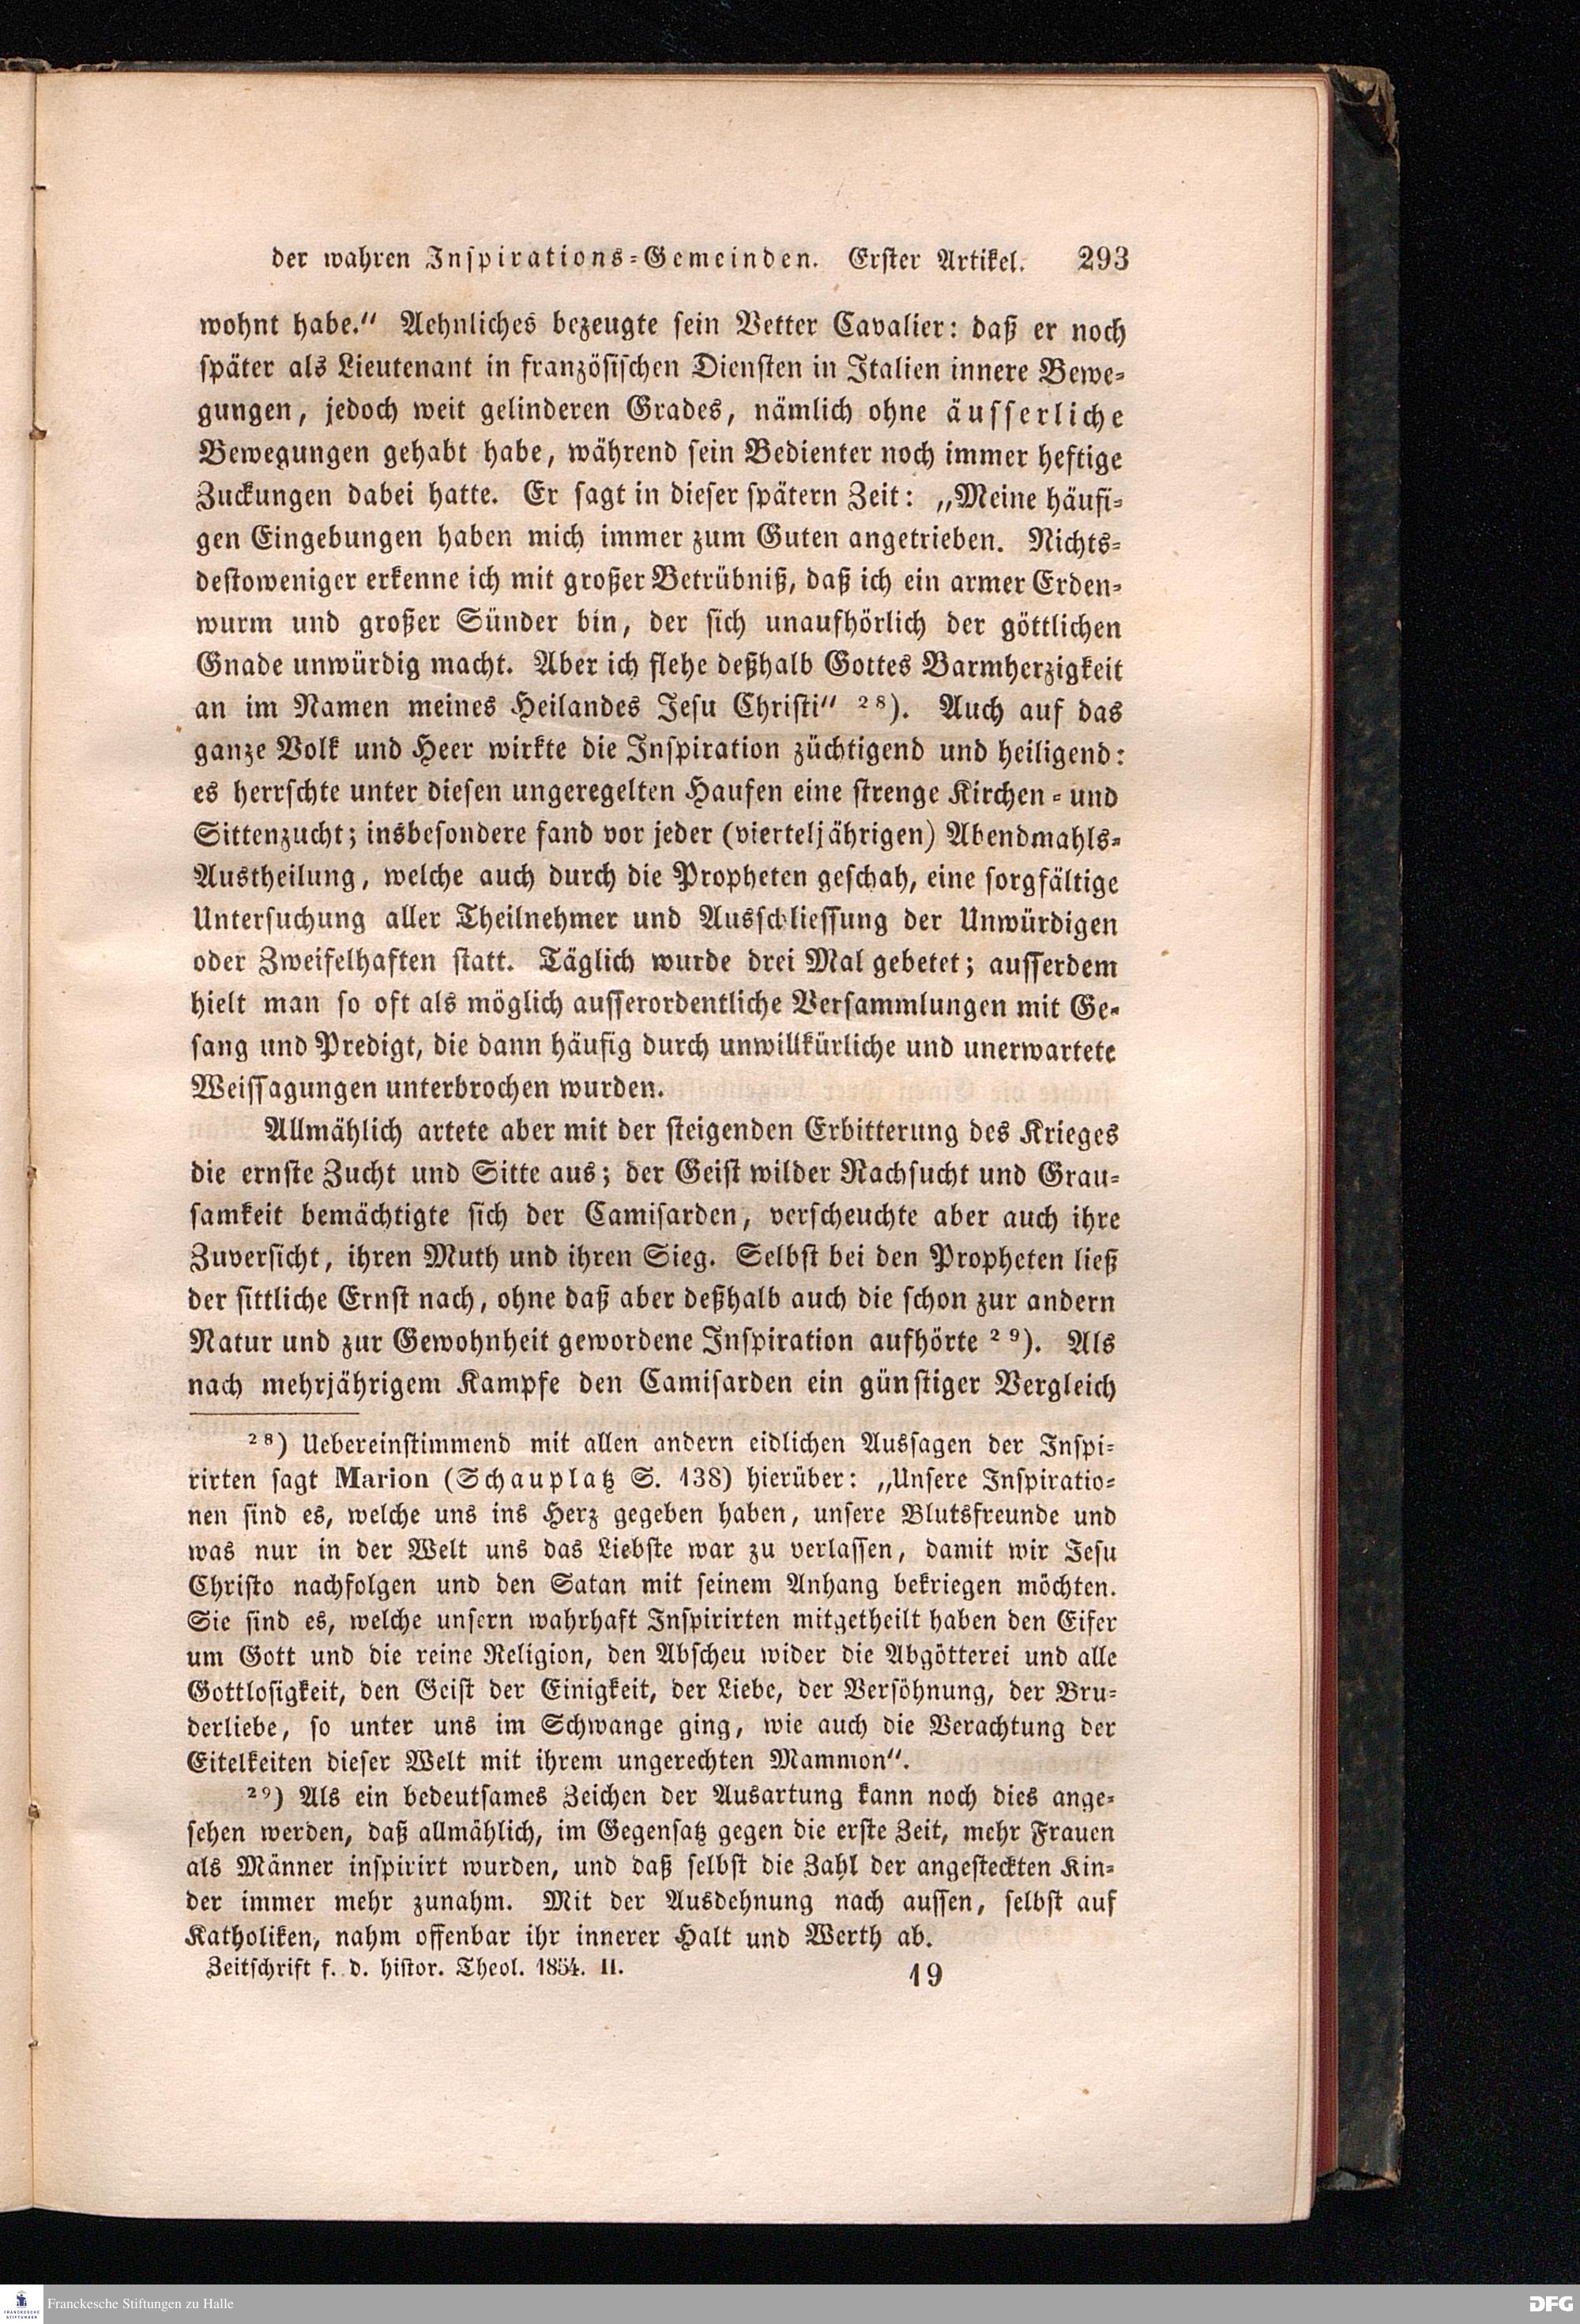 der wahren Inspirations-Gemeinden. Erster Artikel. 293
wohnt habe.“ Aehnliches bezeugte sein Vetter Cavalier: daß er noch
später als Lieutenant in französischen Diensten in Italien innere Bewe-
gungen, jedoch weit gelinderen Grades, nämlich ohne äusserliche
Bewegungen gehabt habe, während sein Bedienter noch immer heftige
Zuckungen dabei hatte. Er sagt in dieser spätern Zeit: „Meine häufi-
gen Eingebungen haben mich immer zum Guten angetrieben. Nichts-
destoweniger erkenne ich mit großer Betrübniß, daß ich ein armer Erden-
wurm und großer Sünder bin, der sich unaufhörlich der göttlichen
Gnade unwürdig macht. Aber ich flehe deßhalb Gottes Barmherzigkeit
an im Namen meines Heilandes Jesu Christi“ ²⁸). Auch auf das
ganze Volk und Heer wirkte die Inspiration züchtigend und heiligend:
es herrschte unter diesen ungeregelten Haufen eine strenge Kirchen- und
Sittenzucht; insbesondere fand vor jeder (vierteljährigen) Abendmahls-
Austheilung, welche auch durch die Propheten geschah, eine sorgfältige
Untersuchung aller Theilnehmer und Ausschliessung der Unwürdigen
oder Zweifelhaften statt. Täglich wurde drei Mal gebetet; ausserdem
hielt man so oft als möglich ausserordentliche Versammlungen mit Ge-
sang und Predigt, die dann häufig durch unwillkürliche und unerwartete
Weissagungen unterbrochen wurden.
Allmählich artete aber mit der steigenden Erbitterung des Krieges
die ernste Zucht und Sitte aus; der Geist wilder Rachsucht und Grau-
samkeit bemächtigte sich der Camisarden, verscheuchte aber auch ihre
Zuversicht, ihren Muth und ihren Sieg. Selbst bei den Propheten ließ
der sittliche Ernst nach, ohne daß aber deßhalb auch die schon zur andern
Natur und zur Gewohnheit gewordene Inspiration aufhörte ²⁹). Als
nach mehrjährigem Kampfe den Camisarden ein günstiger Vergleich
²⁸) Uebereinstimmend mit allen andern eidlichen Aussagen der Inspi-
rirten sagt Marion (Schauplatz S. 138) hierüber: „Unsere Inspiratio-
nen sind es, welche uns ins Herz gegeben haben, unsere Blutsfreunde und
was nur in der Welt uns das Liebste war zu verlassen, damit wir Jesu
Christo nachfolgen und den Satan mit seinem Anhang bekriegen möchten.
Sie sind es, welche unsern wahrhaft Inspirirten mitgetheilt haben den Eifer
um Gott und die reine Religion, den Abscheu wider die Abgötterei und alle
Gottlosigkeit, den Geist der Einigkeit, der Liebe, der Versöhnung, der Bru-
derliebe, so unter uns im Schwange ging, wie auch die Verachtung der
Eitelkeiten dieser Welt mit ihrem ungerechten Mammon“.
²⁹) Als ein bedeutsames Zeichen der Ausartung kann noch dies ange-
sehen werden, daß allmählich, im Gegensatz gegen die erste Zeit, mehr Frauen
als Männer inspirirt wurden, und daß selbst die Zahl der angesteckten Kin-
der immer mehr zunahm. Mit der Ausdehnung nach aussen, selbst auf
Katholiken, nahm offenbar ihr innerer Halt und Werth ab.
Zeitschrift f. d. histor. Theol. 1854. II. 19
FRANCKESCHE STIFTUNGEN Franckesche Stiftungen zu Halle DFG